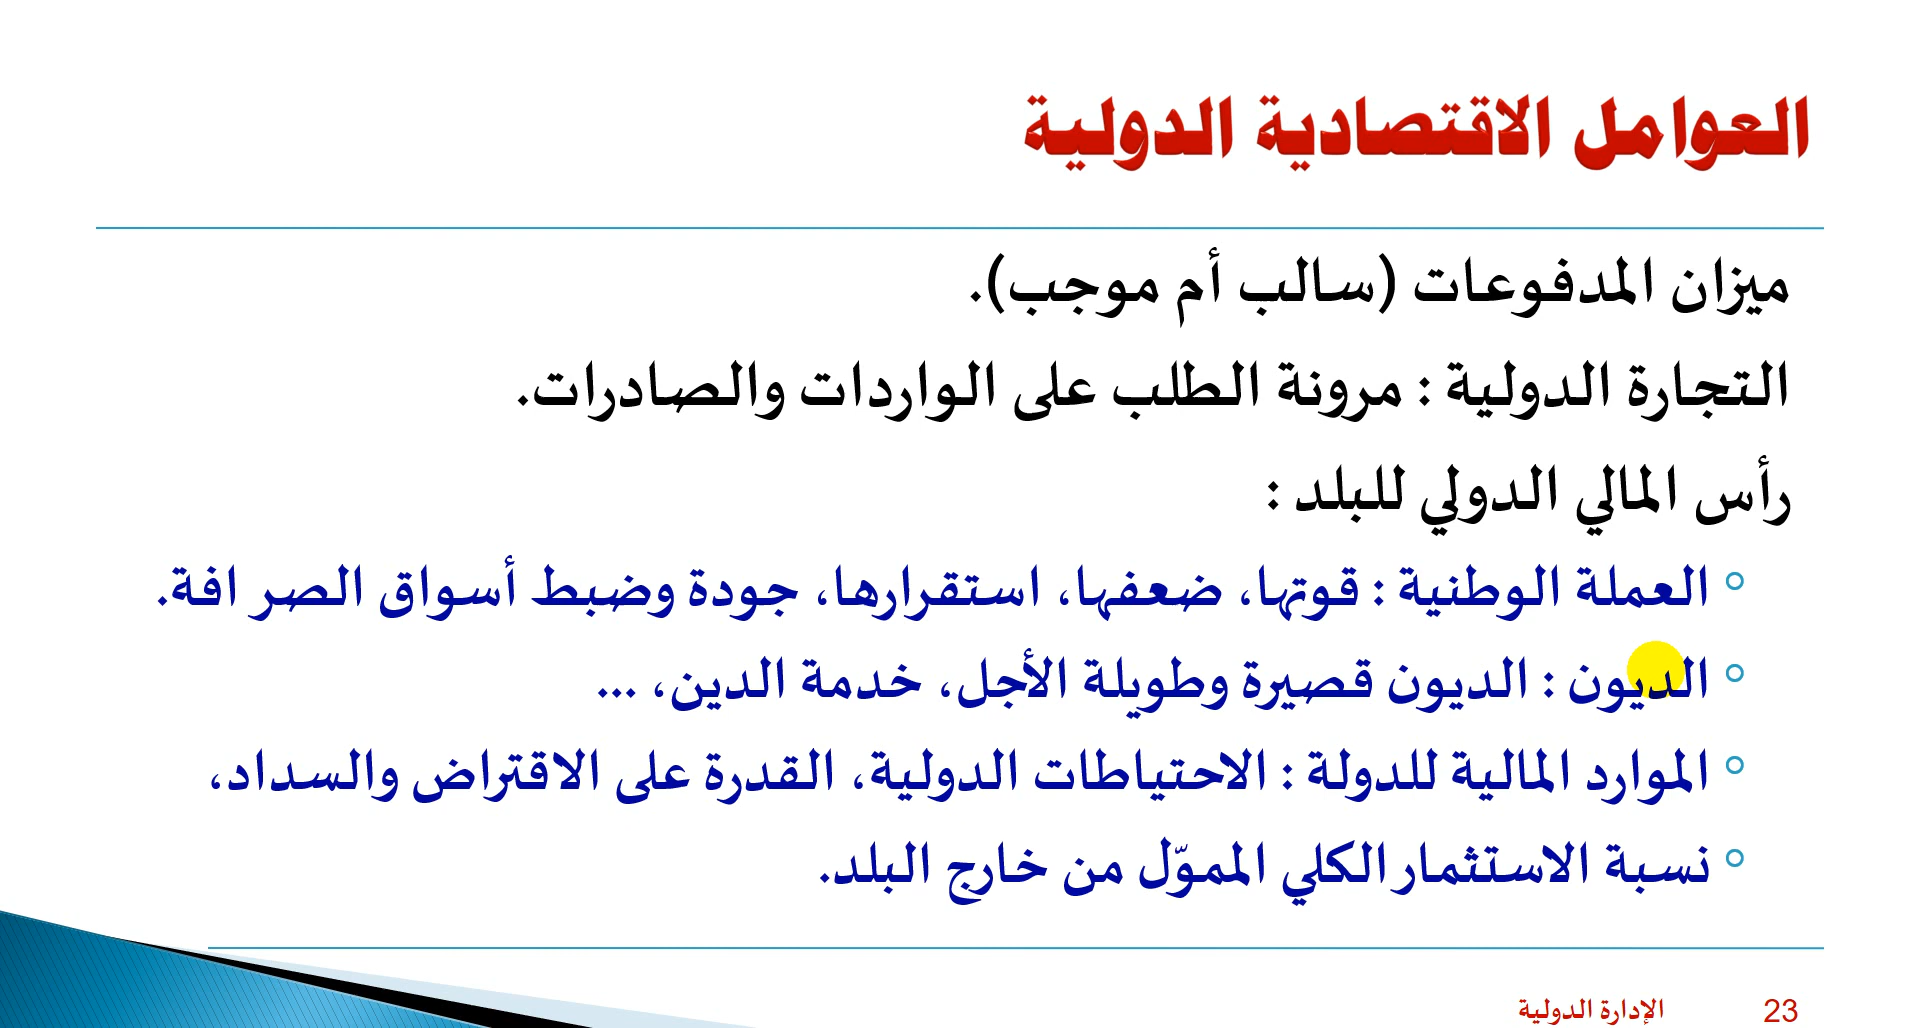 العوامل الاقتصادية الدولية
ميزان المدفوعات (سالب أم موجب).
التجارة الدولية : مرونة الطلب على الواردات والصادرات.
رأس المالي الدولي للبلد :
العملة الوطنية : قوتها، ضعفها، استقرارها، جودة وضبط أسواق الصرافة.
الديون : الديون قصيرة وطويلة الأجل، خدمة الدين، ...
الموارد المالية للدولة : الاحتياطات الدولية، القدرة على الاقتراض والسداد،
نسبة الاستثمار الكلي المموّل من خارج البلد.
23 الإدارة الدولية